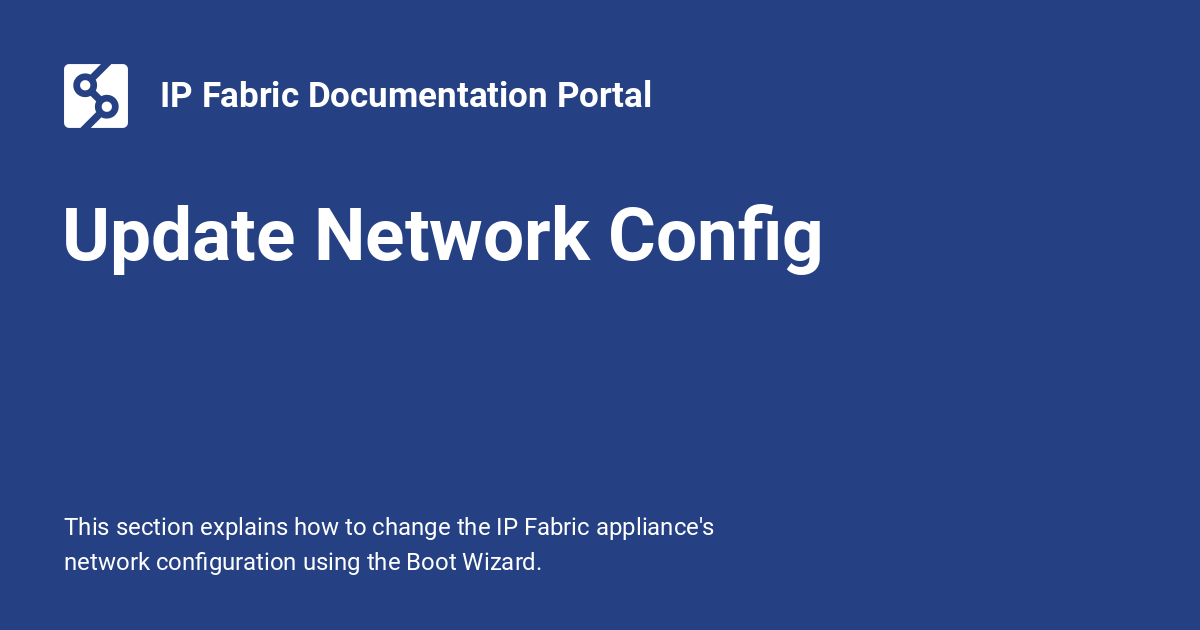 IP Fabric Documentation Portal
Update Network Config
This section explains how to change the IP Fabric appliance's
network configuration using the Boot Wizard.